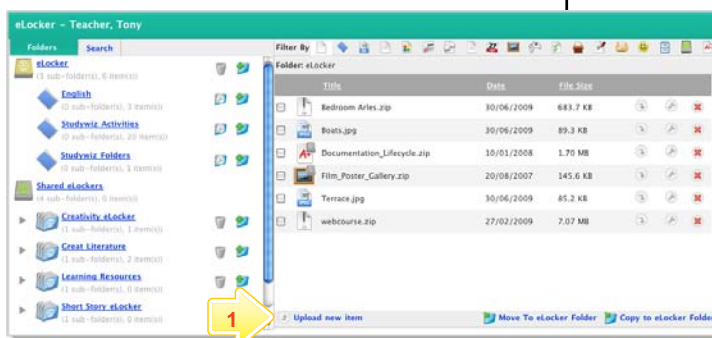 eLocker - Teacher, Tony
Folders Search
eLocker
(3 sub-folder(s), 6 item(s))
English
(0 sub-folder(s), 3 item(s))
Studywiz Activities
(0 sub-folder(s), 20 item(s))
Studywiz Folders
(0 sub-folder(s), 1 item(s))
Shared eLockers
(4 sub-folder(s), 0 item(s))
Creativity eLocker
(1 sub-folder(s), 1 item(s))
Great Literature
(1 sub-folder(s), 2 item(s))
Learning Resources
(1 sub-folder(s), 0 item(s))
Short Story eLocker
(1 sub-folder(s), 0 item(s))
Filter By
Folder: eLocker
Title Date File Size
Bedroom Arles.zip 30/06/2009 683.7 KB
Boats.jpg 30/06/2009 89.3 KB
Documentation_Lifecycle.zip 10/01/2008 1.70 MB
Film_Poster_Gallery.zip 20/08/2007 145.6 KB
Terrace.jpg 30/06/2009 85.2 KB
webcourse.zip 27/02/2009 7.07 MB
1
Upload new item Move To eLocker Folder Copy to eLocker Folde